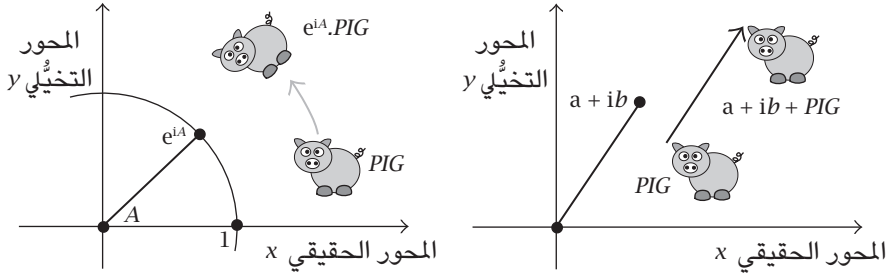 المحور
التخيُّلي y
e^{iA}
A
1
المحور الحقيقي x
e^{iA}.PIG
PIG
المحور
التخيُّلي y
a + ib
PIG
a + ib + PIG
المحور الحقيقي x